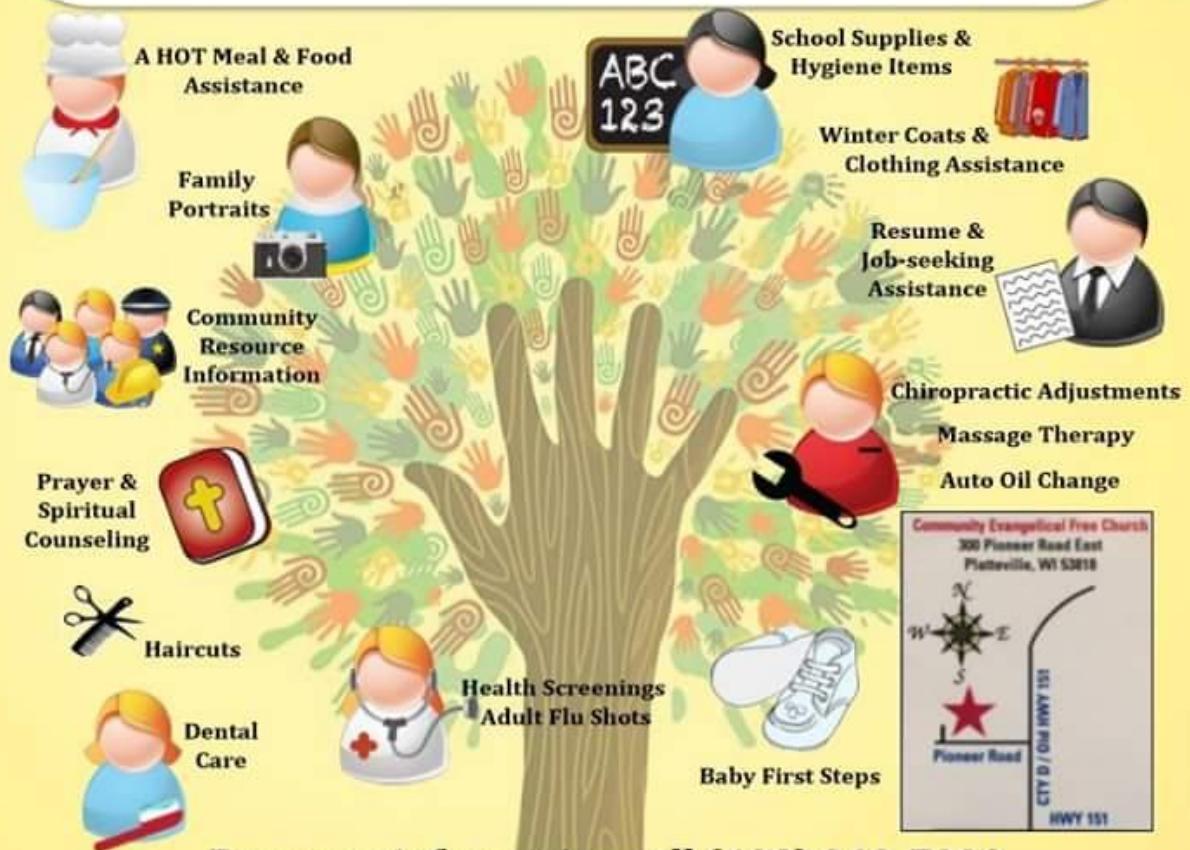 A HOT Meal & Food
Assistance
Family
Portraits
Community
Resource
Information
Prayer &
Spiritual
Counseling
Haircuts
Dental
Care
Health Screenings
Adult Flu Shots
Baby First Steps
ABC
123
School Supplies &
Hygiene Items
Winter Coats &
Clothing Assistance
Resume &
Job-seeking
Assistance
Chiropractic Adjustments
Massage Therapy
Auto Oil Change
Community Evangelical Free Church
300 Pioneer Road East
Platteville, WI 53818
N
W
E
S
Pioneer Road
CTY D / OLD HWY 151
HWY 151